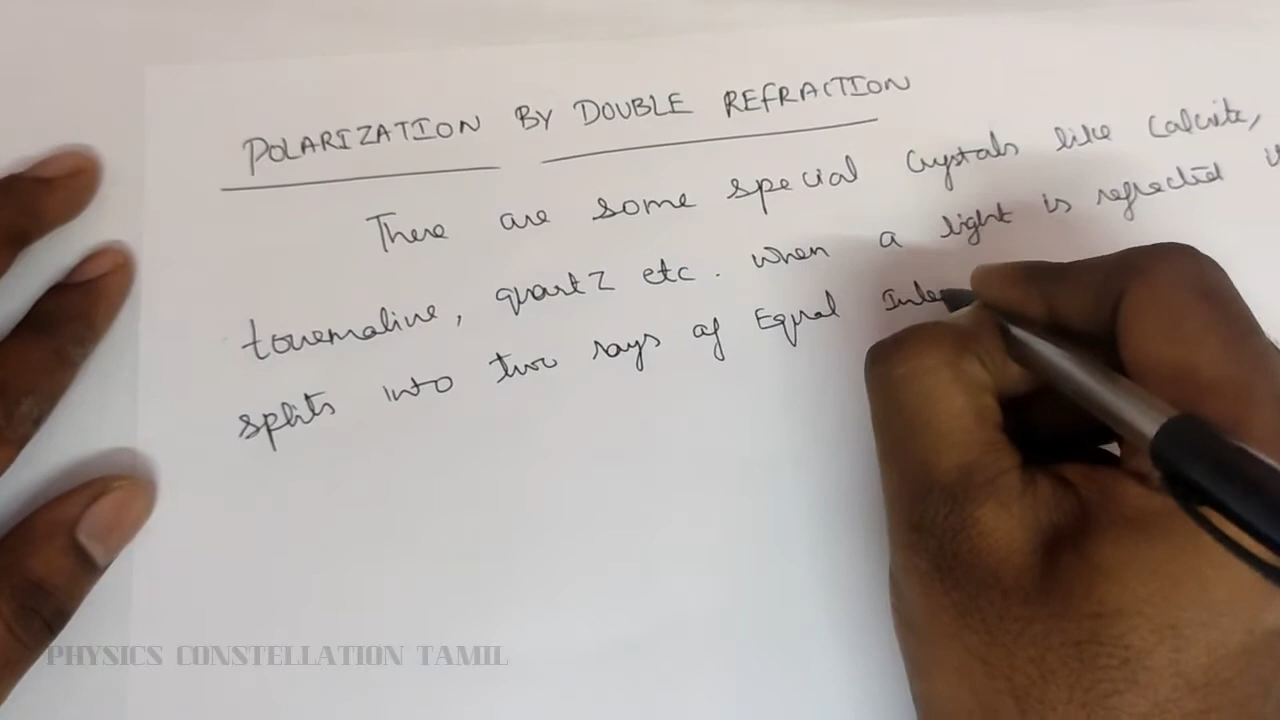 POLARIZATION BY DOUBLE REFRACTION
There are some special Crystals like Calcite,
tourmaline, quartz etc. When a light is refracted
splits into two rays of Equal
PHYSICS CONSTELLATION TAMIL